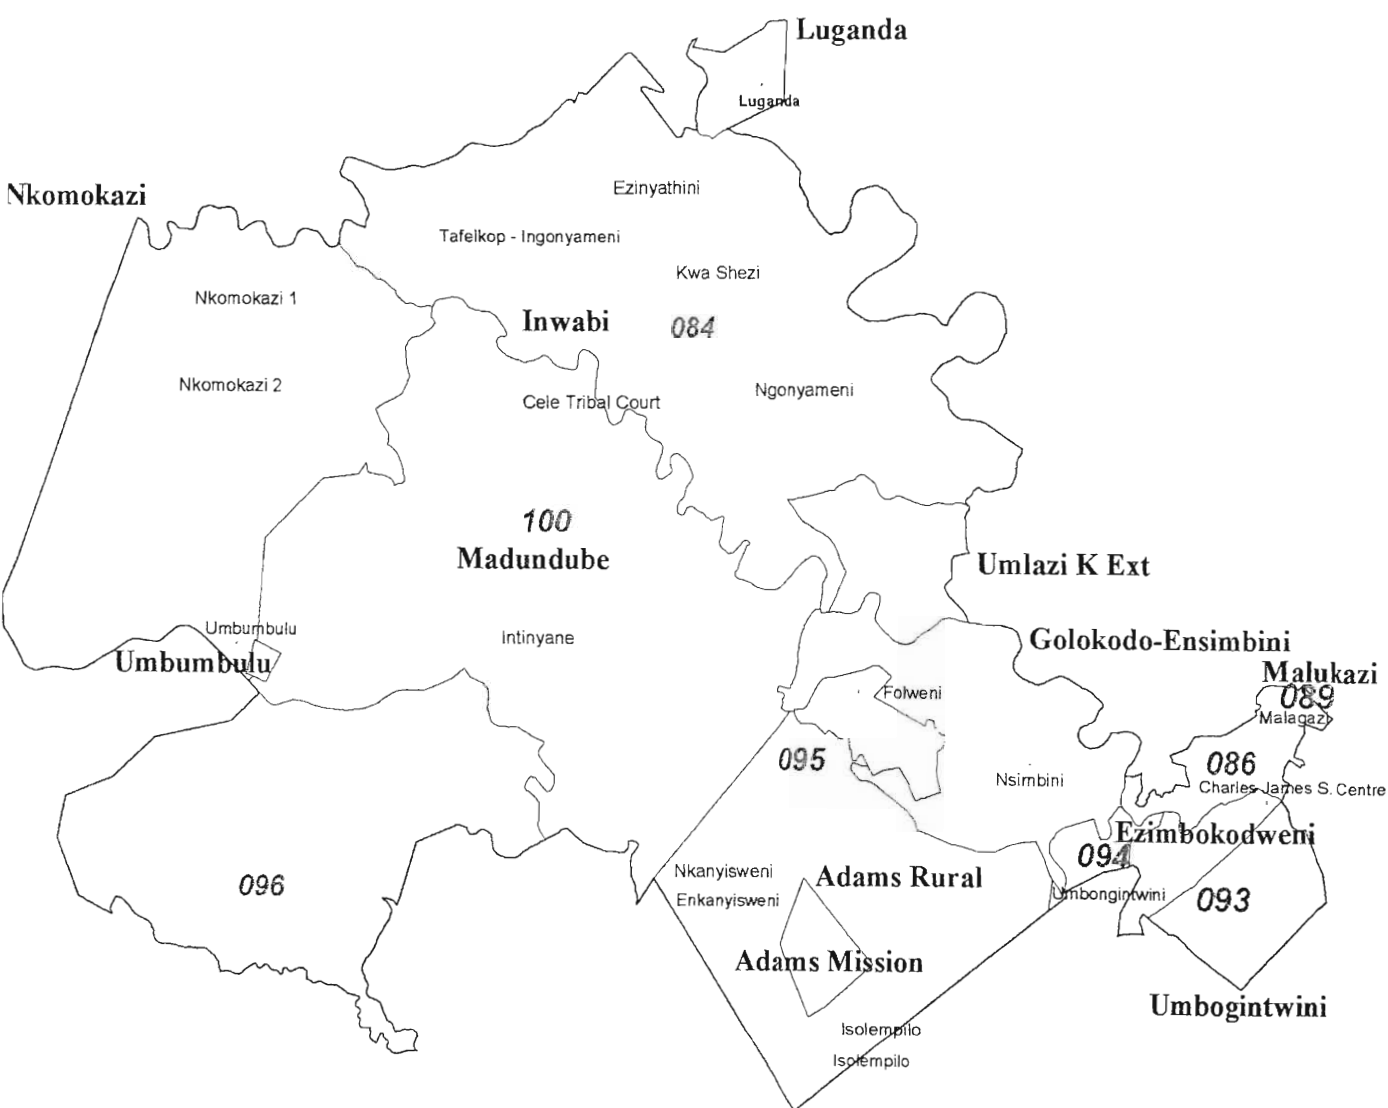 Luganda
Luganda
Ezinyathini
Nkomokazi
Tafelkop - Ingonyameni
Kwa Shezi
Nkomokazi 1
Inwabi
084
Nkomokazi 2
Ngonyameni
Cele Tribal Court
100
Madundube
Umlazi K Ext
Umbumbulu
Intinyane
Golokodo-Ensimbini
Umbumbulu
Malukazi
Folweni
089
Malagazi
095
086
Nsimbini
Charles James S. Centre
Ezimbokodweni
094
Nkanyisweni
Adams Rural
096
Enkanyisweni
Umbongintwini
093
Adams Mission
Umbogintwini
Isolempilo
Isolempilo